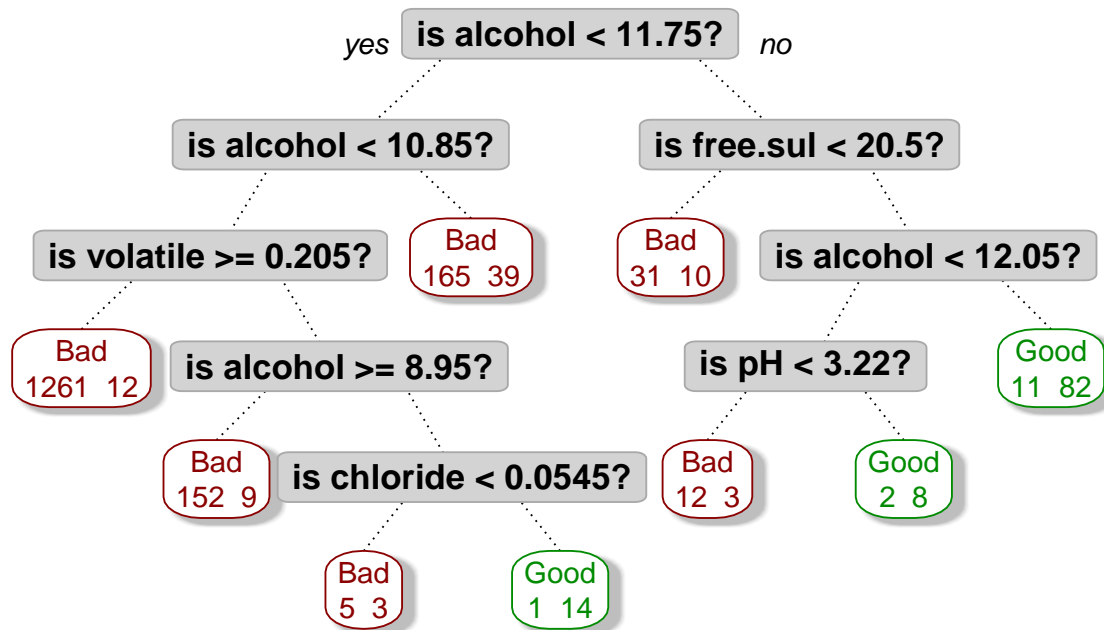 yes is alcohol < 11.75? no
is alcohol < 10.85?
is free.sul < 20.5?
is volatile >= 0.205?
Bad
165 39
Bad
31 10
is alcohol < 12.05?
Bad
1261 12
is alcohol >= 8.95?
is pH < 3.22?
Good
11 82
Bad
152 9
is chloride < 0.0545?
Bad
12 3
Good
2 8
Bad
5 3
Good
1 14